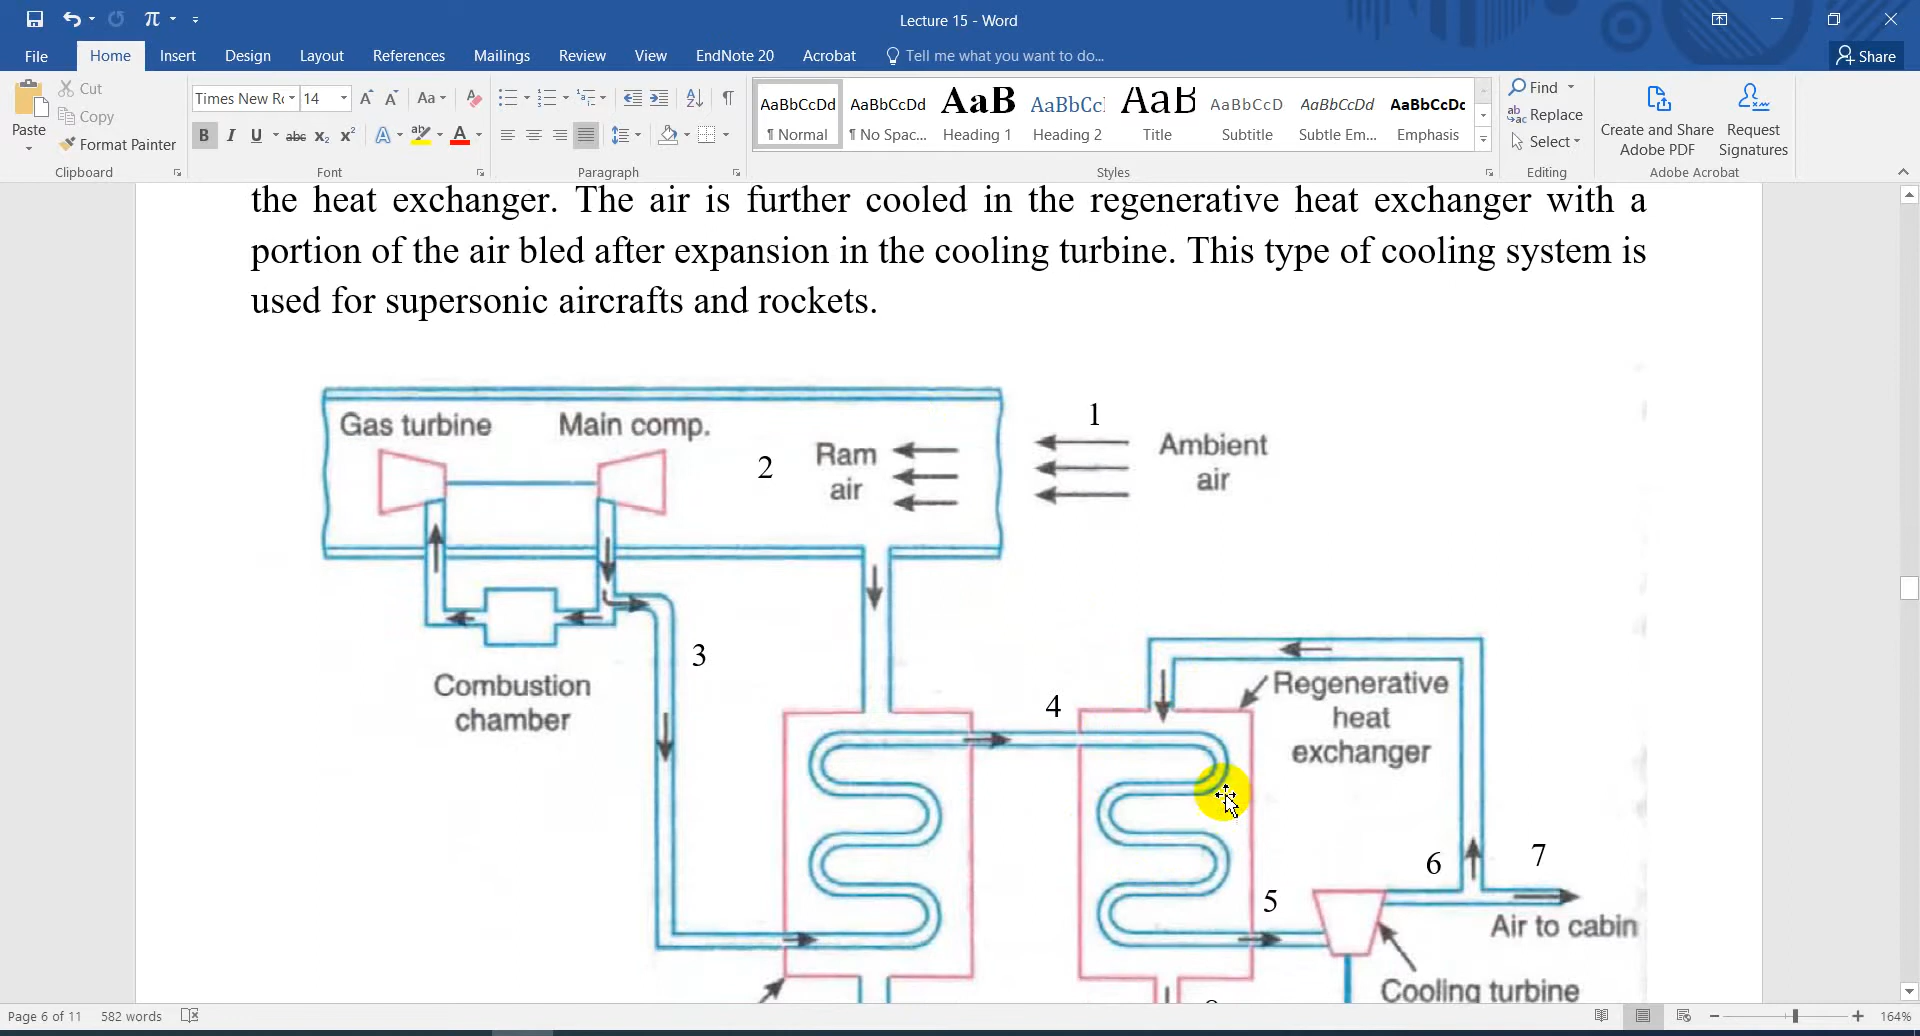 Lecture 15 - Word
File
Home
Insert
Design
Layout
References
Mailings
Review
View
EndNote 20
Acrobat
Tell me what you want to do...
Share
Paste
Cut
Copy
Format Painter
Clipboard
Times New Rc
14
Font
Paragraph
AaBbCcDd
¶ Normal
AaBbCcDd
¶ No Spac...
AaB
Heading 1
AaBbCc
Heading 2
AaB
Title
AaBbCcD
Subtitle
AaBbCcDd
Subtle Em...
AaBbCcDc
Emphasis
Styles
Find
Replace
Select
Editing
Create and Share
Adobe PDF
Request
Signatures
Adobe Acrobat
the heat exchanger. The air is further cooled in the regenerative heat exchanger with a
portion of the air bled after expansion in the cooling turbine. This type of cooling system is
used for supersonic aircrafts and rockets.
Gas turbine
Main comp.
2
Ram
air
1
Ambient
air
3
Combustion
chamber
4
Regenerative
heat
exchanger
5
6
7
Air to cabin
Cooling turbine
Page 6 of 11
582 words
164%